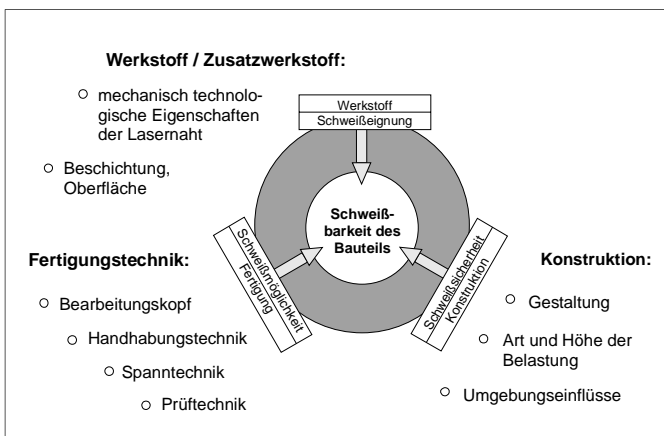 Werkstoff / Zusatzwerkstoff:
○ mechanisch technolo-
gische Eigenschaften
der Lasernaht
○ Beschichtung,
Oberfläche
Werkstoff
Schweißeignung
Schweiß-
barkeit des
Bauteils
Fertigungstechnik:
○ Bearbeitungskopf
○ Handhabungstechnik
○ Spanntechnik
○ Prüftechnik
Schweißmöglichkeit
Fertigung
Schweißsicherheit
Konstruktion
Konstruktion:
○ Gestaltung
○ Art und Höhe der
Belastung
○ Umgebungseinflüsse